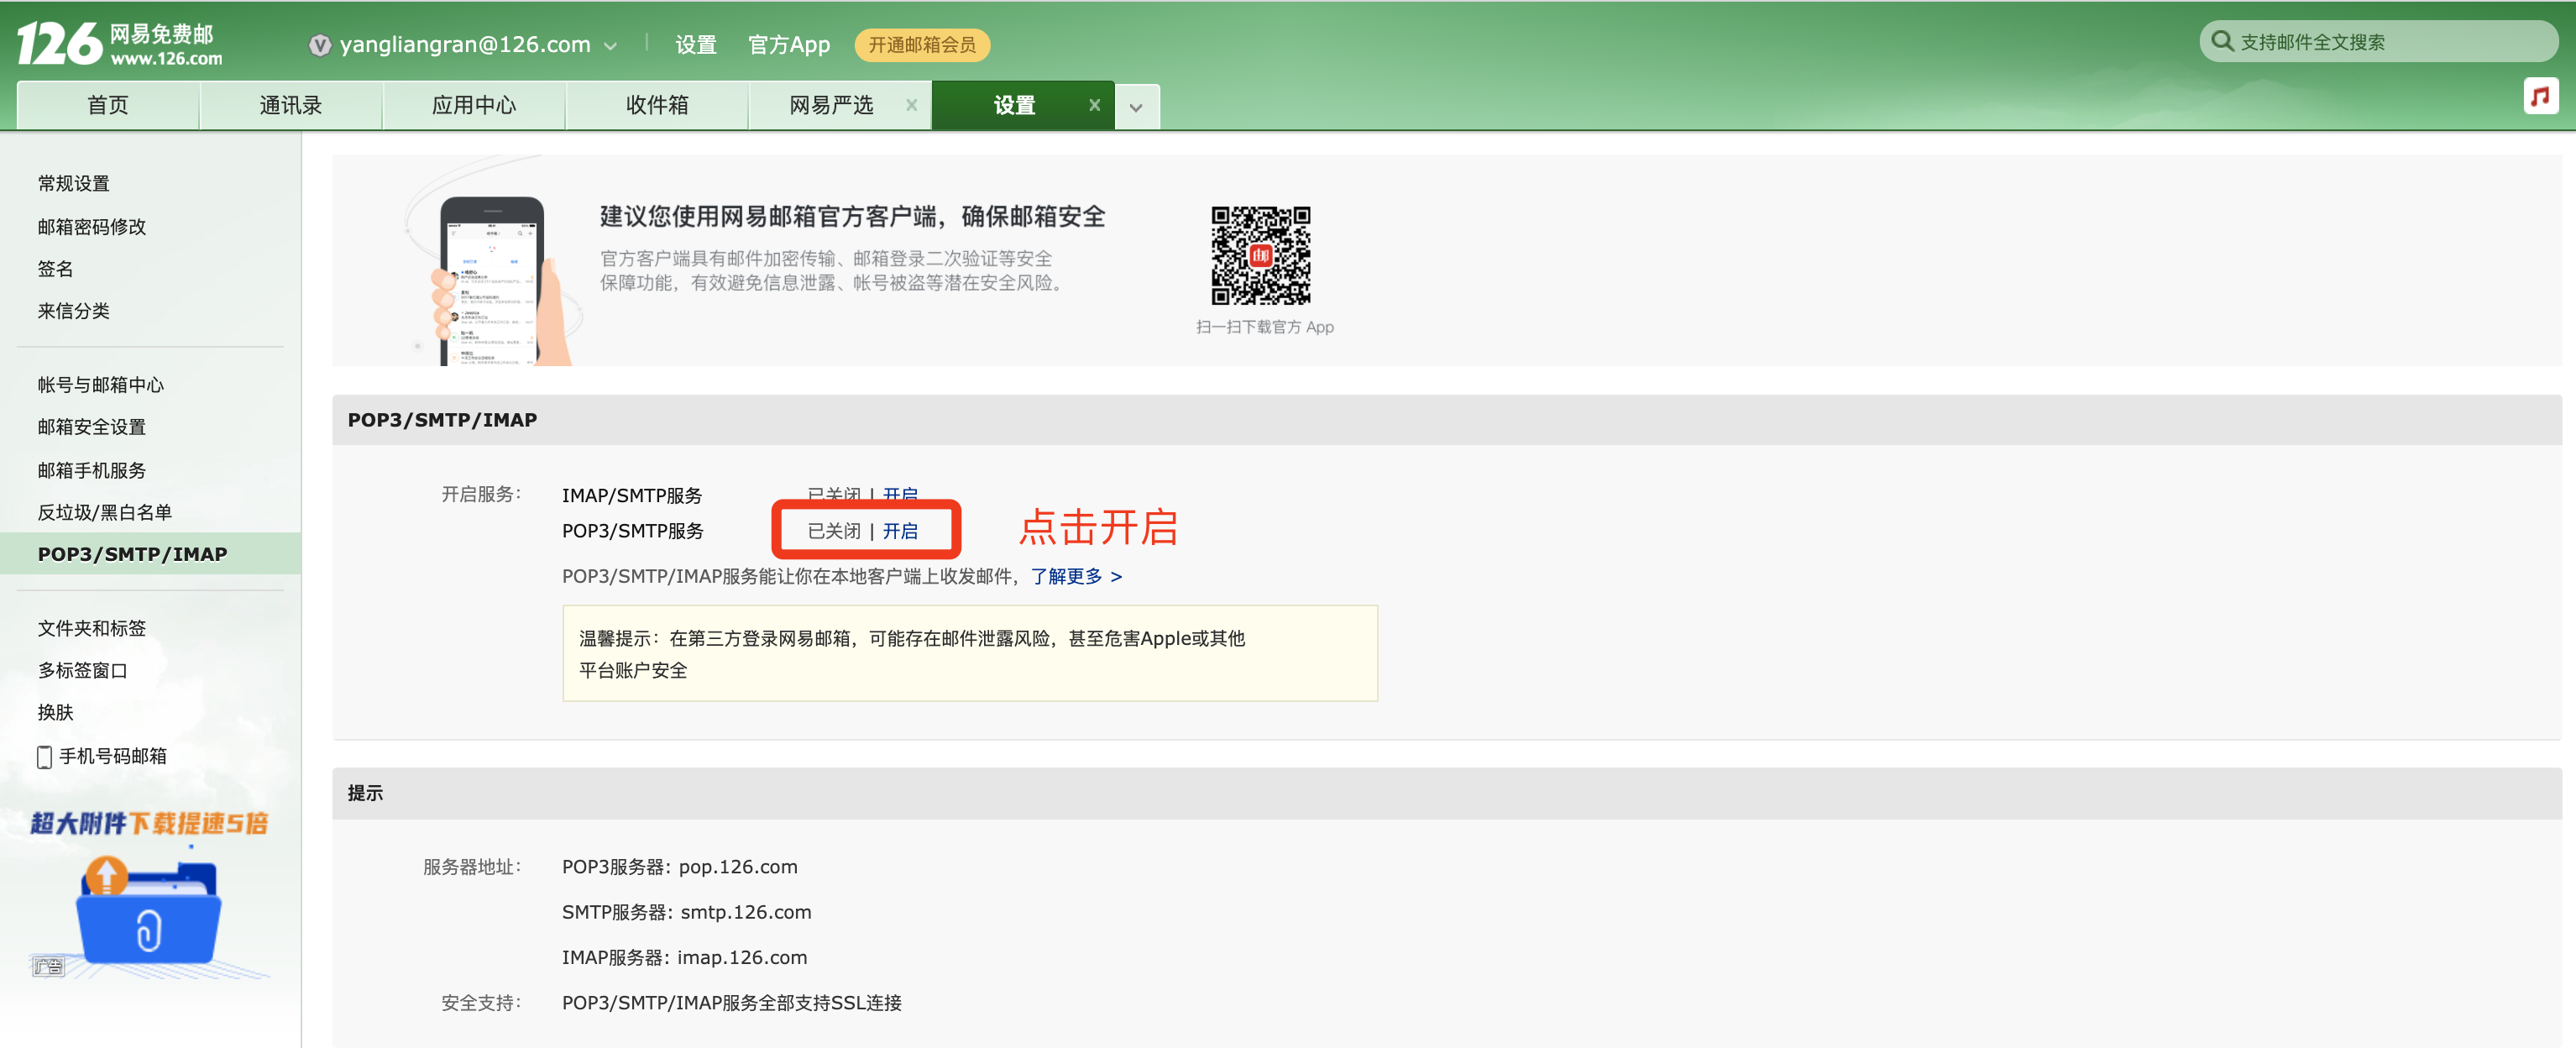 126 网易免费邮
www.126.com
yangliangran@126.com
设置
官方App
开通邮箱会员
支持邮件全文搜索
首页
通讯录
应用中心
收件箱
网易严选
设置
常规设置
邮箱密码修改
签名
来信分类
帐号与邮箱中心
邮箱安全设置
邮箱手机服务
反垃圾/黑白名单
POP3/SMTP/IMAP
文件夹和标签
多标签窗口
换肤
手机号码邮箱
超大附件下载提速5倍
广告
建议您使用网易邮箱官方客户端，确保邮箱安全
官方客户端具有邮件加密传输、邮箱登录二次验证等安全
保障功能，有效避免信息泄露、帐号被盗等潜在安全风险。
邮
扫一扫下载官方 App
POP3/SMTP/IMAP
开启服务： IMAP/SMTP服务 已关闭 | 开启
POP3/SMTP服务 已关闭 | 开启
点击开启
POP3/SMTP/IMAP服务能让你在本地客户端上收发邮件，了解更多 >
温馨提示：在第三方登录网易邮箱，可能存在邮件泄露风险，甚至危害Apple或其他
平台账户安全
提示
服务器地址： POP3服务器: pop.126.com
SMTP服务器: smtp.126.com
IMAP服务器: imap.126.com
安全支持： POP3/SMTP/IMAP服务全部支持SSL连接